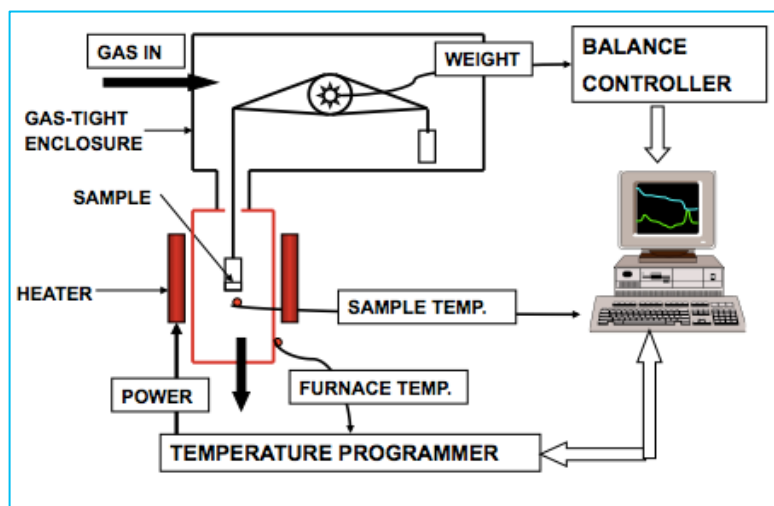 GAS IN
WEIGHT
BALANCE
CONTROLLER
GAS-TIGHT
ENCLOSURE
SAMPLE
HEATER
SAMPLE TEMP.
POWER
FURNACE TEMP.
TEMPERATURE PROGRAMMER